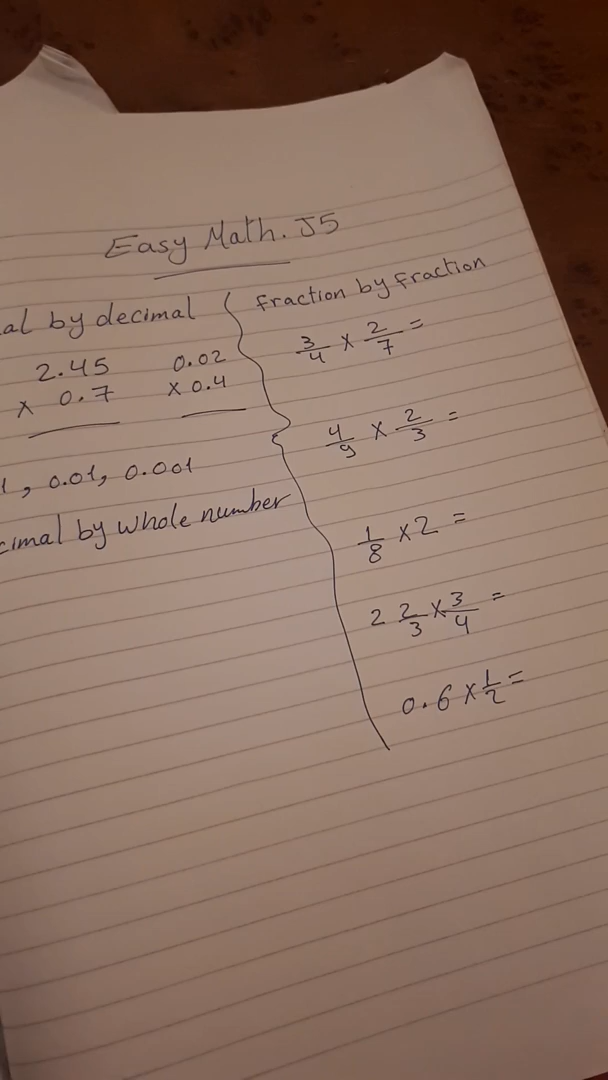 Easy Math. J5
al by decimal
2.45
x 0.7
0.02
x 0.4
1, 0.01, 0.001
cimal by whole number
fraction by fraction
3/4 x 2/7 =
4/9 x 2/3 =
1/8 x 2 =
2 2/3 x 3/4 =
0.6 x 1/2 =